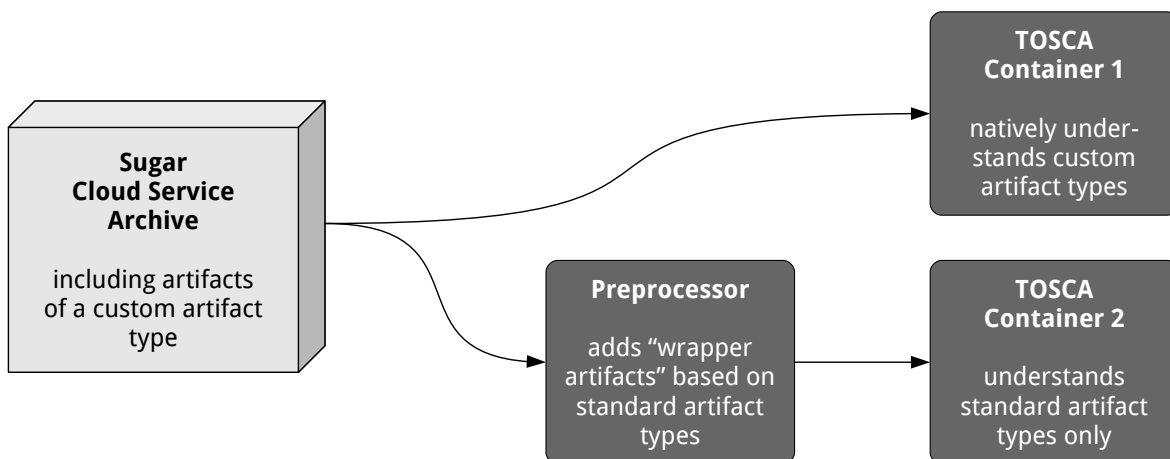 Sugar
Cloud Service
Archive
including artifacts
of a custom artifact
type
TOSCA
Container 1
natively under-
stands custom
artifact types
Preprocessor
adds “wrapper
artifacts” based on
standard artifact
types
TOSCA
Container 2
understands
standard artifact
types only